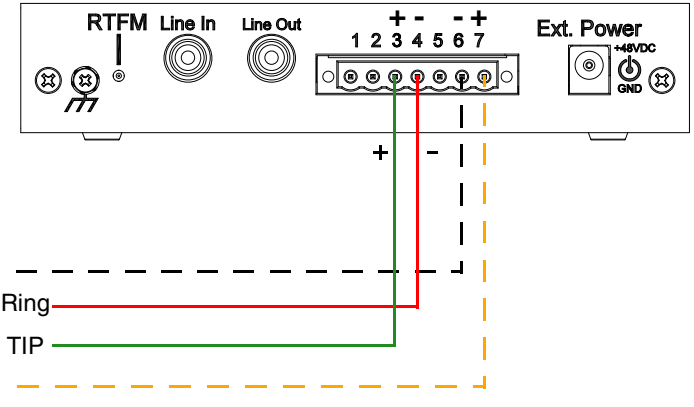 + - - +
RTFM Line In Line Out Ext. Power
1 2 3 4 5 6 7
+48VDC
GND
+ -
Ring
TIP